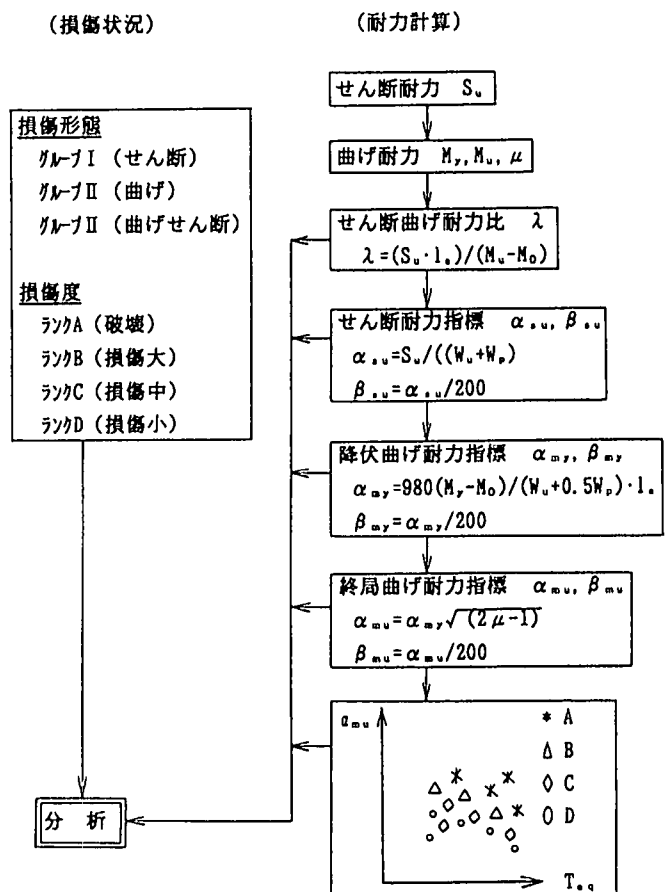 (損傷状況)
損傷形態
グループⅠ (せん断)
グループⅡ (曲げ)
グループⅡ (曲げせん断)
損傷度
ランクA (破壊)
ランクB (損傷大)
ランクC (損傷中)
ランクD (損傷小)
分 析
(耐力計算)
せん断耐力 Su
曲げ耐力 My, Mu, μ
せん断曲げ耐力比 λ
λ=(Su・la)/(Mu-M0)
せん断耐力指標 αsu, βsu
αsu=Su/((Wu+Wp)
βsu=αsu/200
降伏曲げ耐力指標 αmy, βmy
αmy=980(My-M0)/(Wu+0.5Wp)・la
βmy=αmy/200
終局曲げ耐力指標 αmu, βmu
αmu=αmy√(2μ-1)
βmu=αmu/200
αmu
* A
△ B
◇ C
○ D
Teq